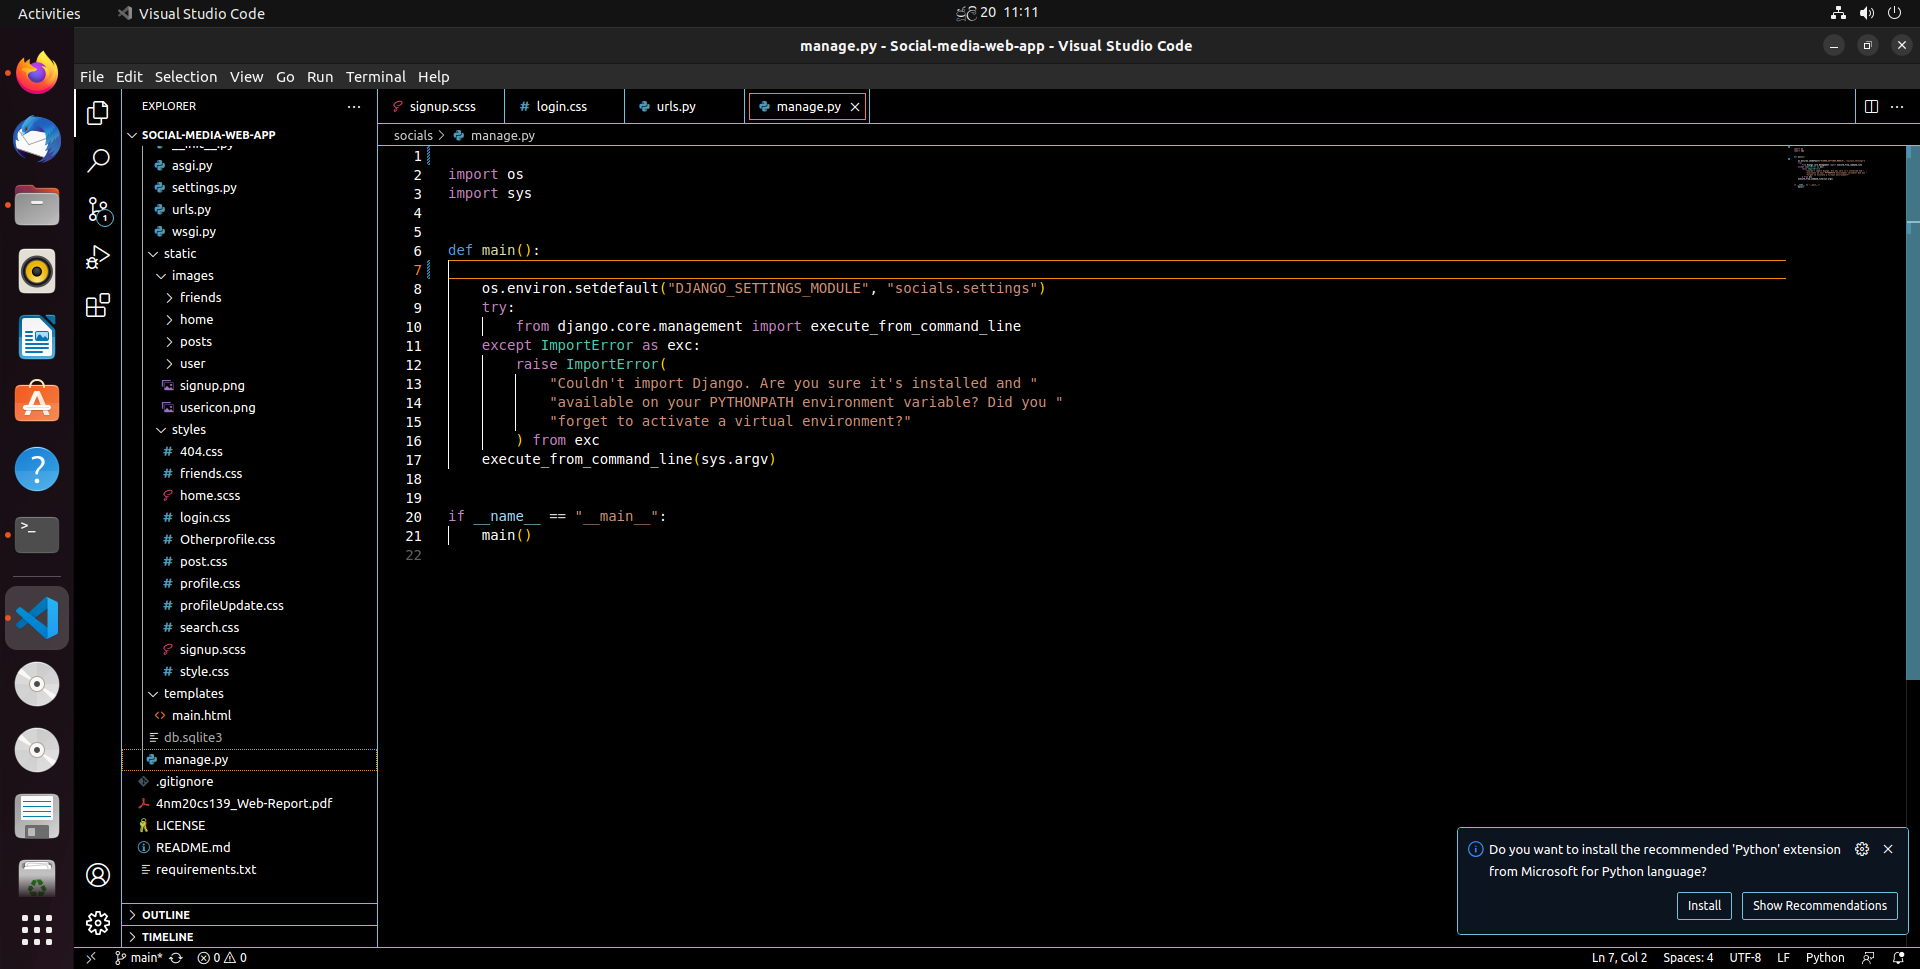 Activities
Visual Studio Code
ජූලි 20 11:11
manage.py - Social-media-web-app - Visual Studio Code
File Edit Selection View Go Run Terminal Help
EXPLORER
SOCIAL-MEDIA-WEB-APP
__init__.py
asgi.py
settings.py
urls.py
wsgi.py
static
images
friends
home
posts
user
signup.png
usericon.png
styles
404.css
friends.css
home.scss
login.css
Otherprofile.css
post.css
profile.css
profileUpdate.css
search.css
signup.scss
style.css
templates
main.html
db.sqlite3
manage.py
.gitignore
4nm20cs139_Web-Report.pdf
LICENSE
README.md
requirements.txt
OUTLINE
TIMELINE
signup.scss login.css urls.py manage.py
socials > manage.py
1
2 import os
3 import sys
4
5
6 def main():
7
8 os.environ.setdefault("DJANGO_SETTINGS_MODULE", "socials.settings")
9 try:
10 from django.core.management import execute_from_command_line
11 except ImportError as exc:
12 raise ImportError(
13 "Couldn't import Django. Are you sure it's installed and "
14 "available on your PYTHONPATH environment variable? Did you "
15 "forget to activate a virtual environment?"
16 ) from exc
17 execute_from_command_line(sys.argv)
18
19
20 if __name__ == "__main__":
21 main()
22
Do you want to install the recommended 'Python' extension
from Microsoft for Python language?
Install Show Recommendations
1
main* 0 0
Ln 7, Col 2 Spaces: 4 UTF-8 LF Python